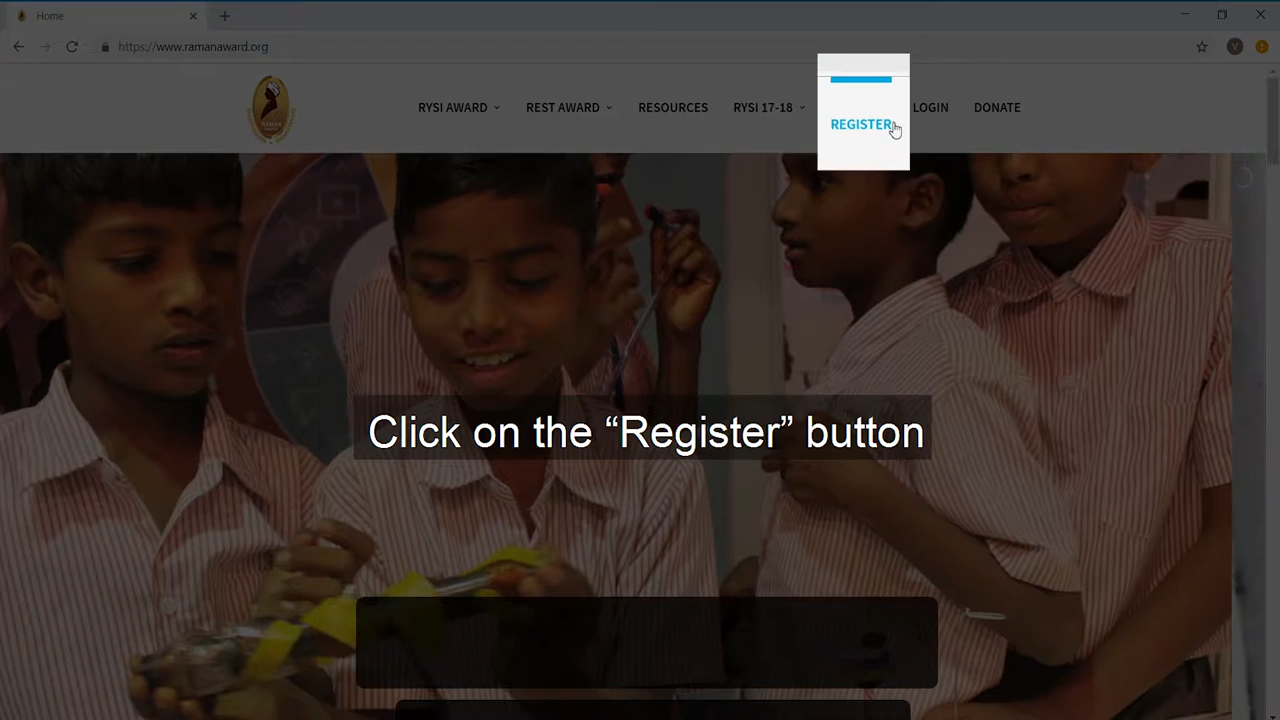 Home
https://www.ramanaward.org
V
RYSI AWARD
REST AWARD
RESOURCES
RYSI 17-18
REGISTER
LOGIN
DONATE
Click on the “Register” button